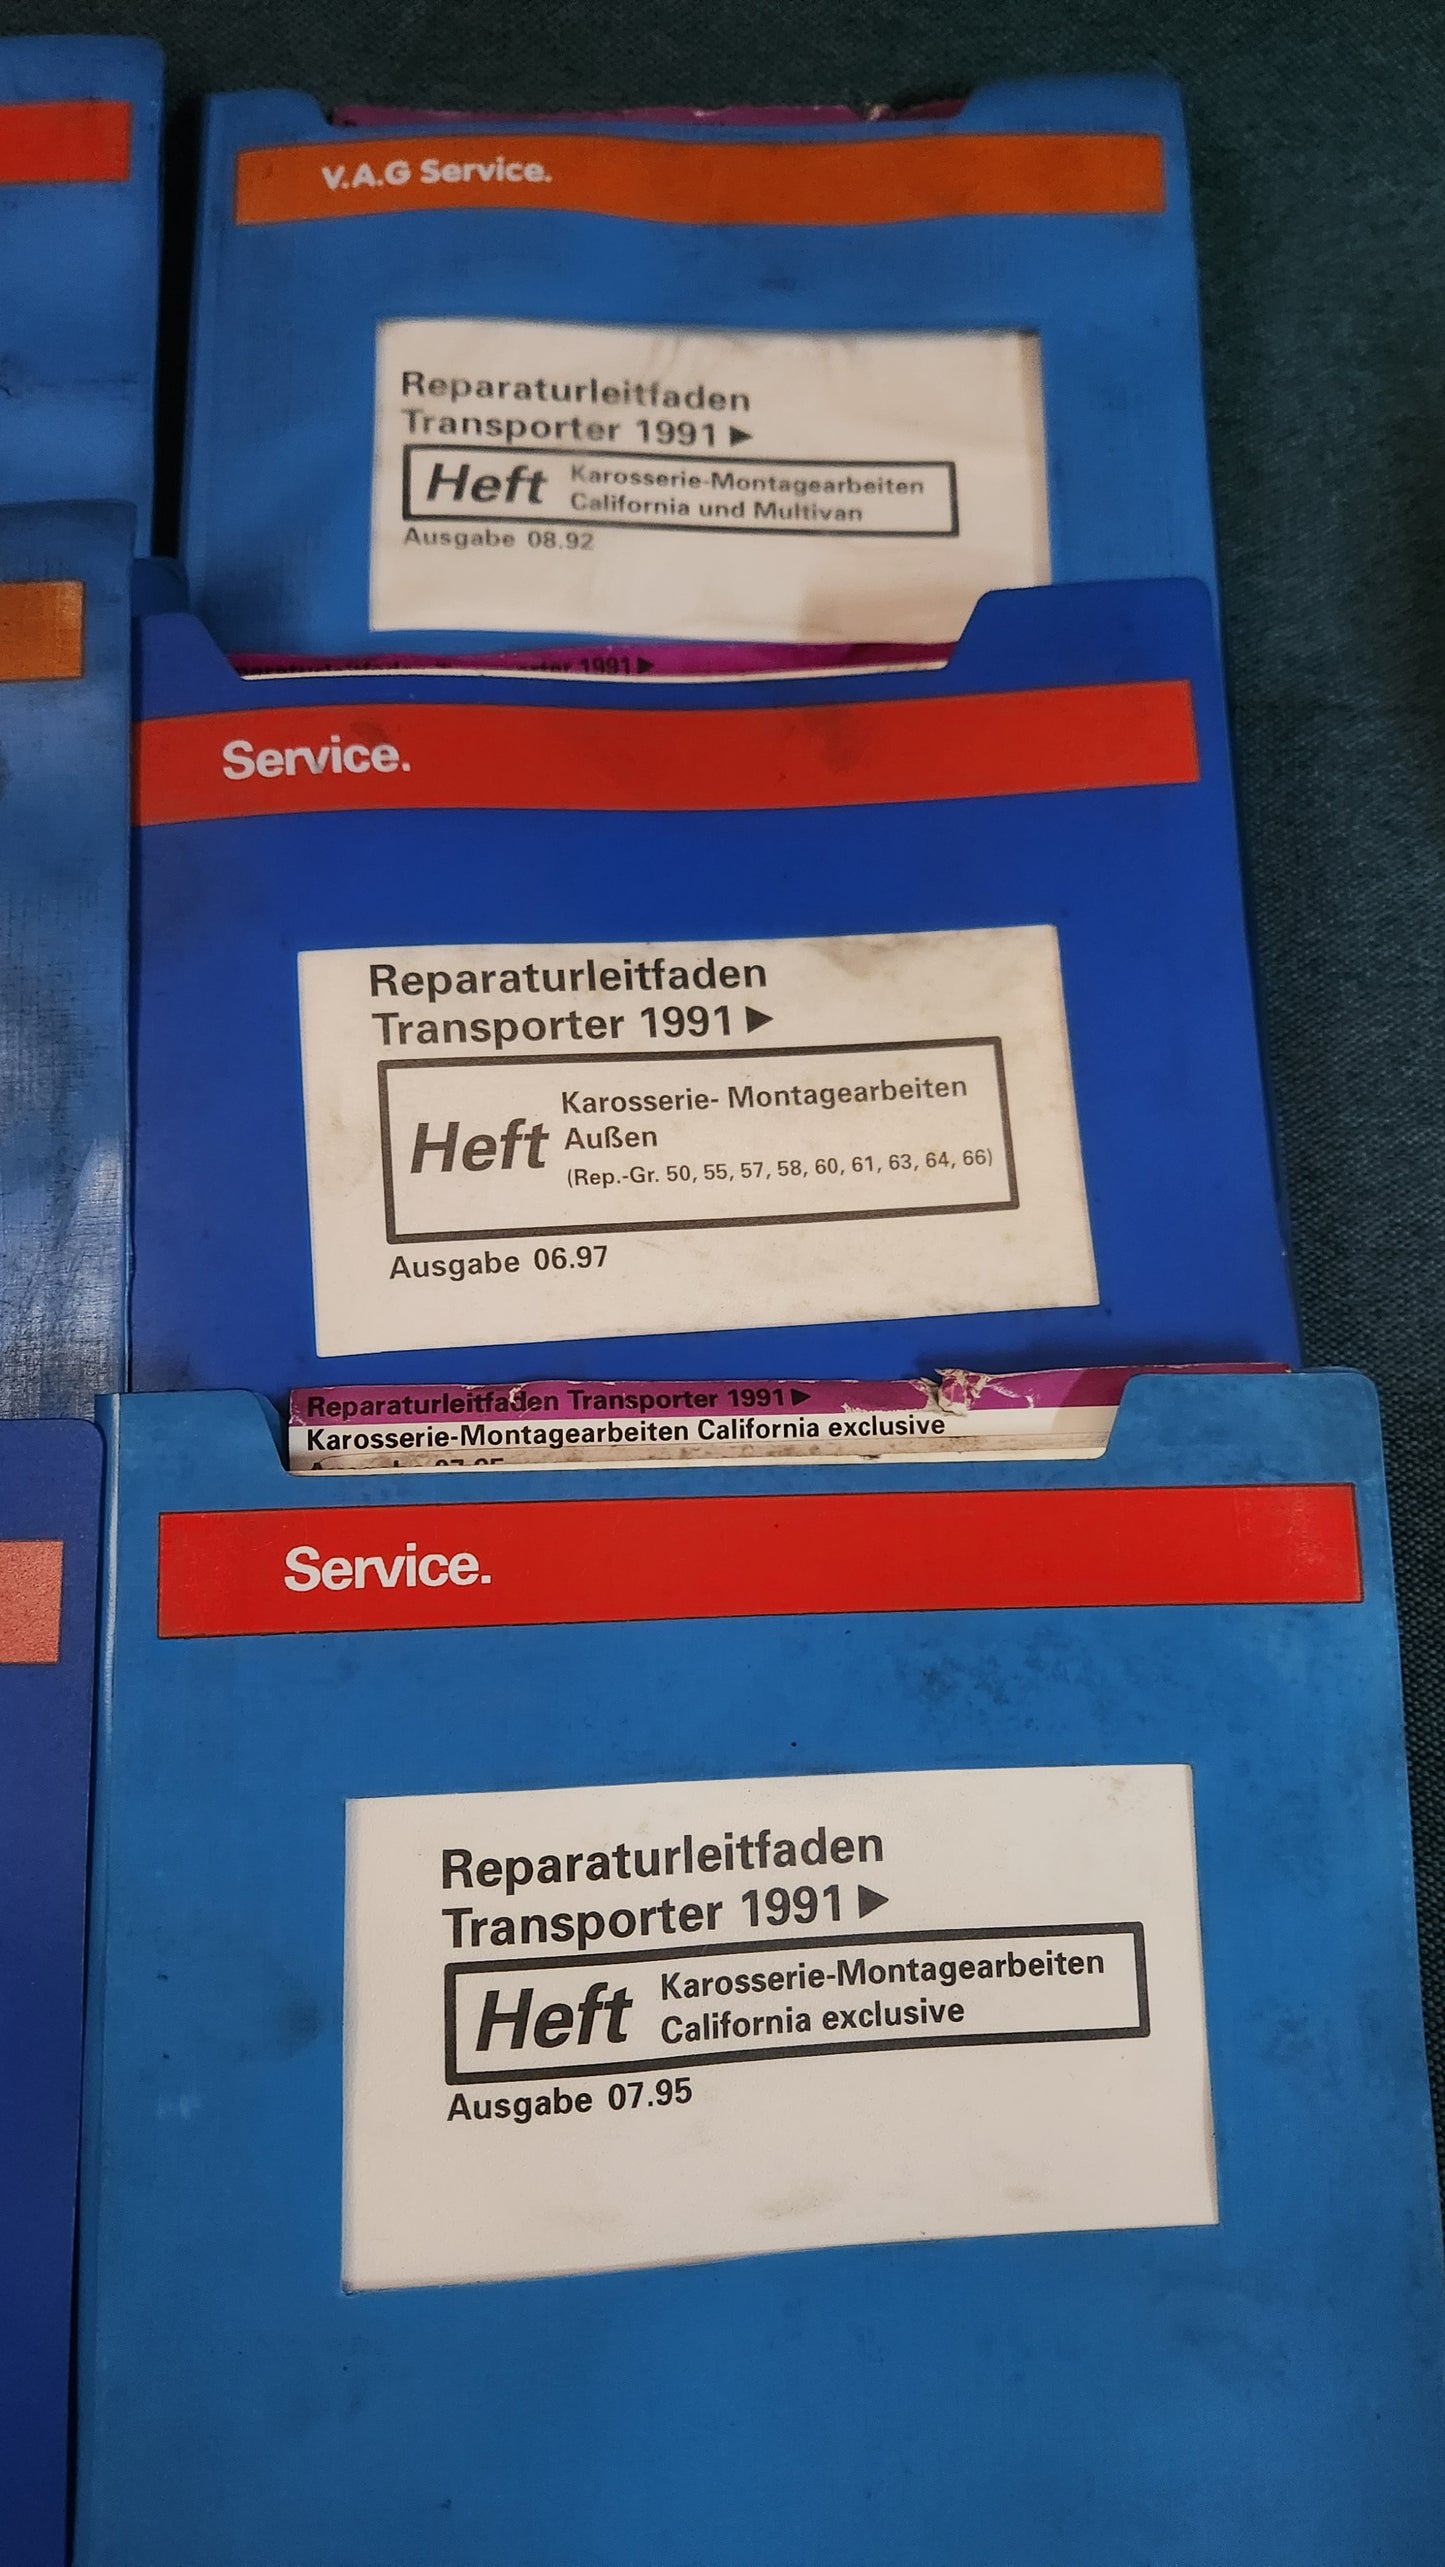 V.A.G Service.
Reparaturleitfaden
Transporter 1991 ▶
Heft Karosserie-Montagearbeiten
California und Multivan
Ausgabe 08.92
1991 ▶
Service.
Reparaturleitfaden
Transporter 1991 ▶
Karosserie- Montagearbeiten
Heft Außen
(Rep.-Gr. 50, 55, 57, 58, 60, 61, 63, 64, 66)
Ausgabe 06.97
Reparaturleitfaden Transporter 1991 ▶
Karosserie-Montagearbeiten California exclusive
Service.
Reparaturleitfaden
Transporter 1991 ▶
Heft Karosserie-Montagearbeiten
California exclusive
Ausgabe 07.95